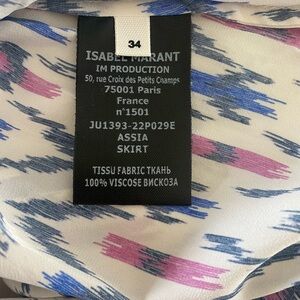 34
ISABEL MARANT
IM PRODUCTION
50, rue Croix des Petits Champs
75001 Paris
France
n°1501
JU1393-22P029E
ASSIA
SKIRT
TISSU FABRIC ТКАНЬ
100% VISCOSE ВИСКОЗА